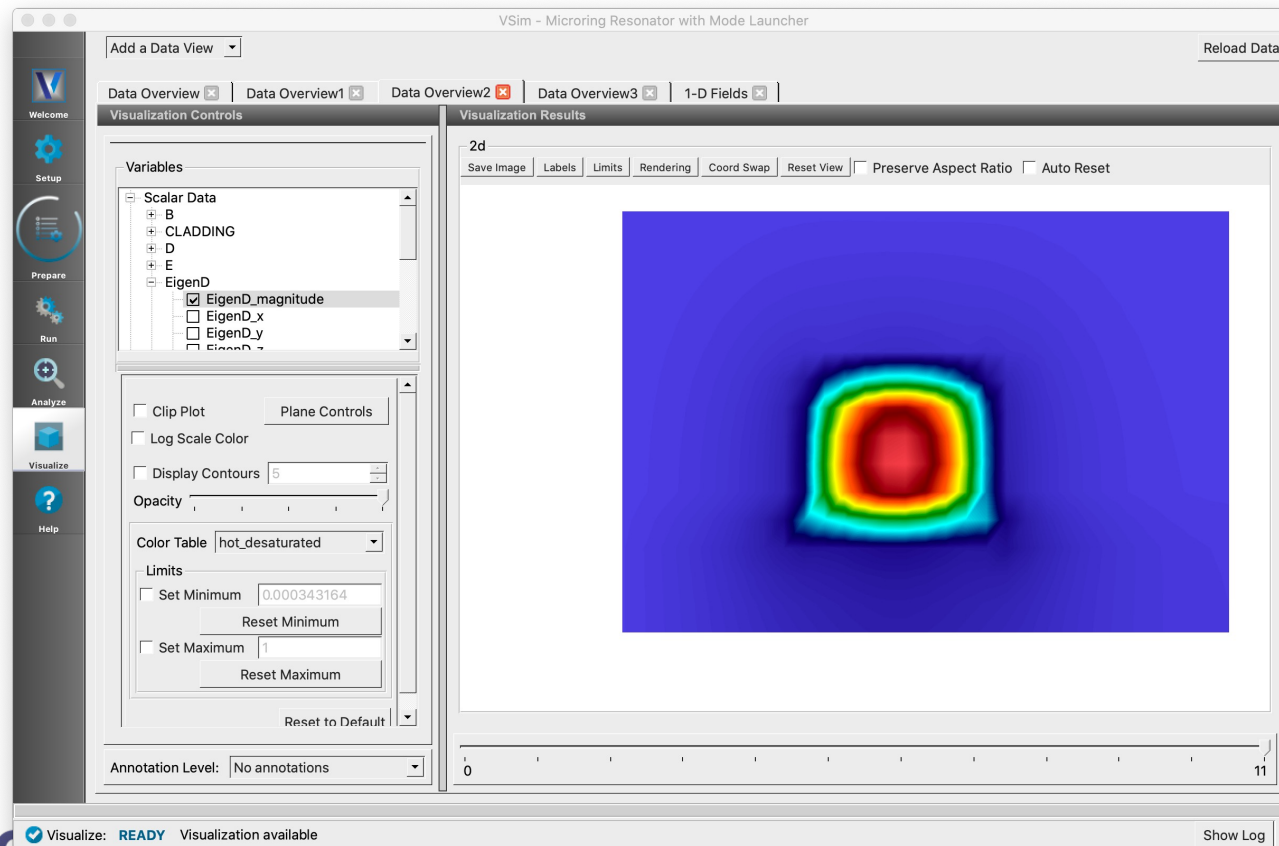 VSim - Microring Resonator with Mode Launcher
Add a Data View
Reload Data
Welcome
Setup
Prepare
Run
Analyze
Visualize
Help
Data Overview
Data Overview1
Data Overview2
Data Overview3
1-D Fields
Visualization Controls
Variables
Scalar Data
B
CLADDING
D
E
EigenD
EigenD_magnitude
EigenD_x
EigenD_y
EigenD_z
Clip Plot
Plane Controls
Log Scale Color
Display Contours
5
Opacity
Color Table
hot_desaturated
Limits
Set Minimum
0.000343164
Reset Minimum
Set Maximum
1
Reset Maximum
Reset to Default
Annotation Level:
No annotations
Visualization Results
2d
Save Image
Labels
Limits
Rendering
Coord Swap
Reset View
Preserve Aspect Ratio
Auto Reset
0
11
Visualize: READY Visualization available
Show Log